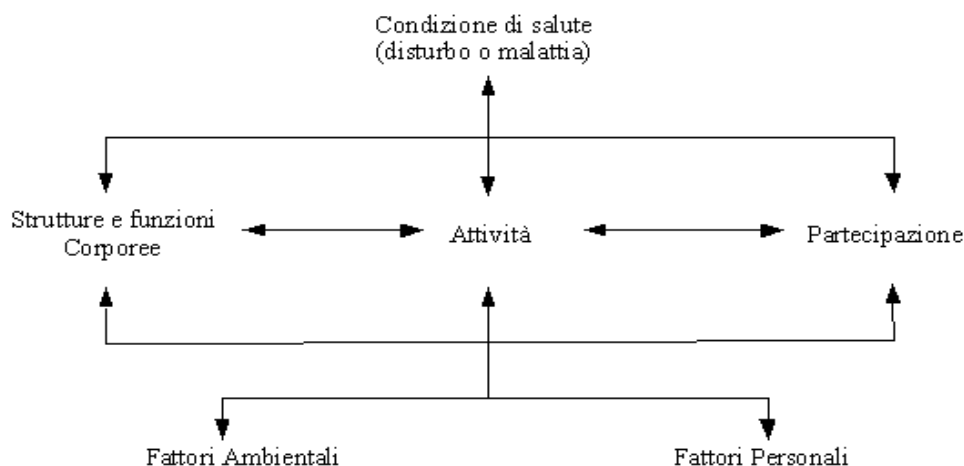 Condizione di salute
(disturbo o malattia)
Strutture e funzioni
Corporee
Attività
Partecipazione
Fattori Ambientali
Fattori Personali